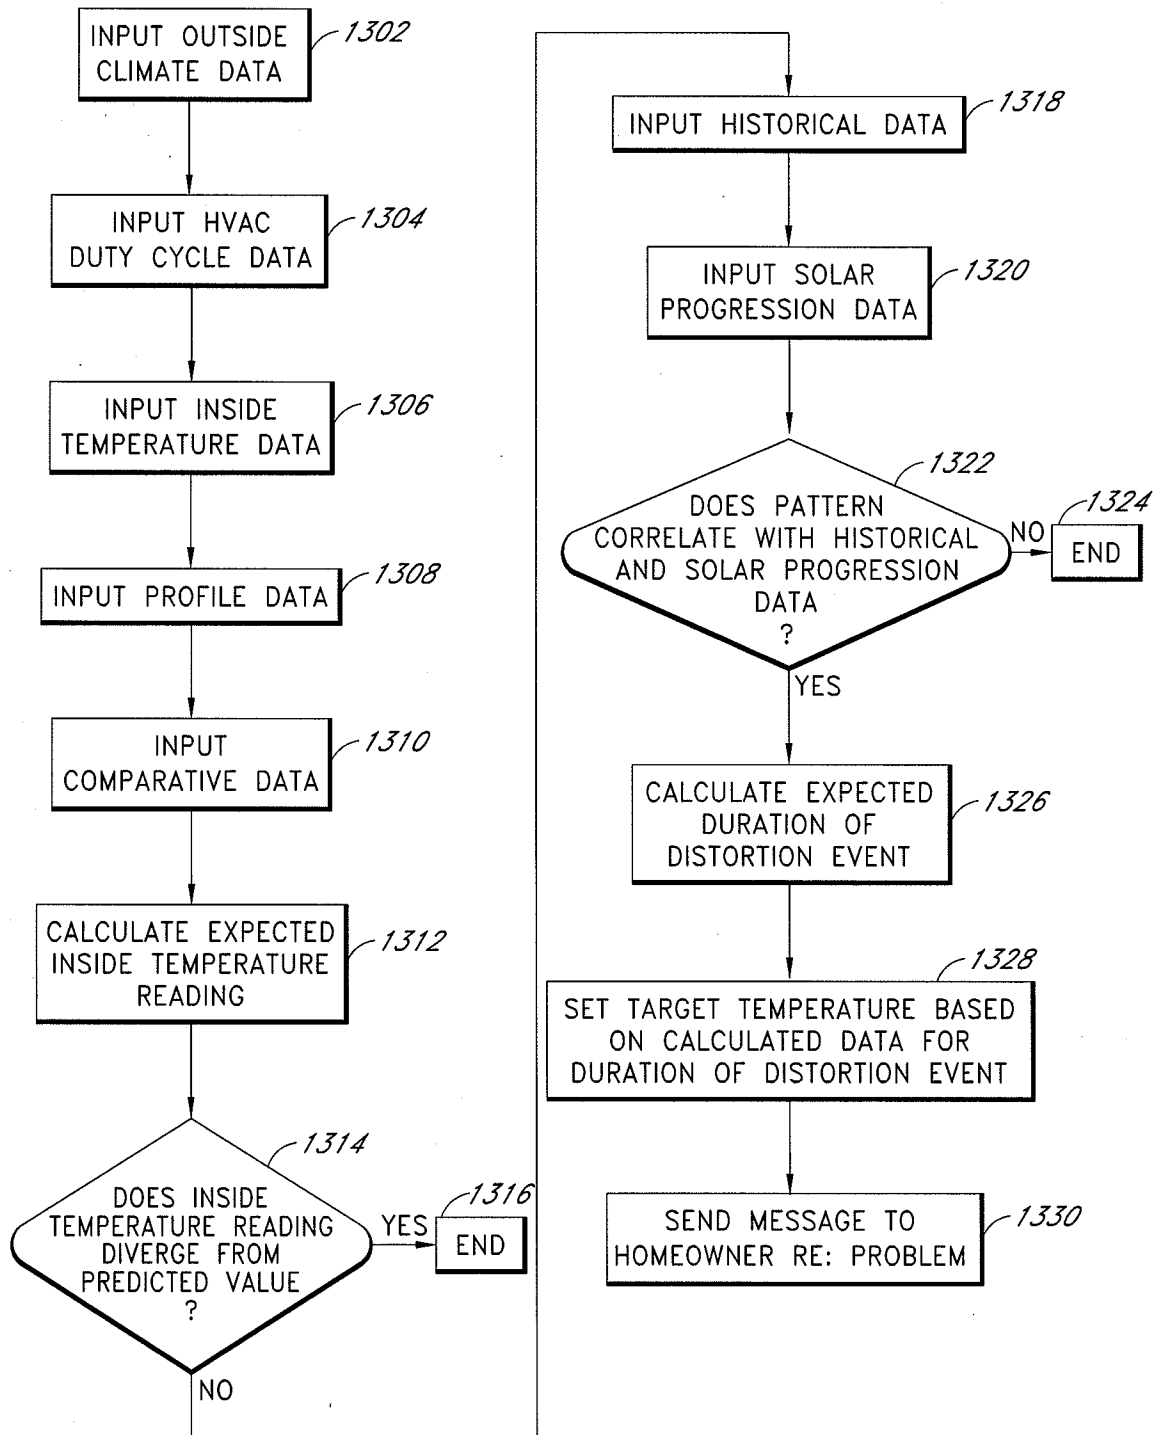 INPUT OUTSIDE
CLIMATE DATA
1302
INPUT HVAC
DUTY CYCLE DATA
1304
INPUT INSIDE
TEMPERATURE DATA
1306
INPUT PROFILE DATA
1308
INPUT
COMPARATIVE DATA
1310
CALCULATE EXPECTED
INSIDE TEMPERATURE
READING
1312
DOES INSIDE
TEMPERATURE READING
DIVERGE FROM
PREDICTED VALUE
?
1314
YES
END
1316
NO
INPUT HISTORICAL DATA
1318
INPUT SOLAR
PROGRESSION DATA
1320
DOES PATTERN
CORRELATE WITH HISTORICAL
AND SOLAR PROGRESSION
DATA
?
1322
NO
END
1324
YES
CALCULATE EXPECTED
DURATION OF
DISTORTION EVENT
1326
SET TARGET TEMPERATURE BASED
ON CALCULATED DATA FOR
DURATION OF DISTORTION EVENT
1328
SEND MESSAGE TO
HOMEOWNER RE: PROBLEM
1330